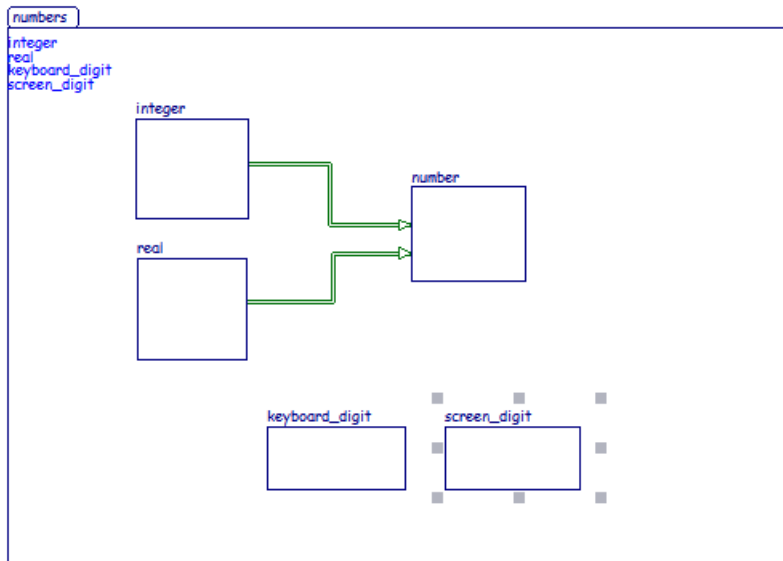 numbers
integer
real
keyboard_digit
screen_digit
integer
number
real
keyboard_digit
screen_digit